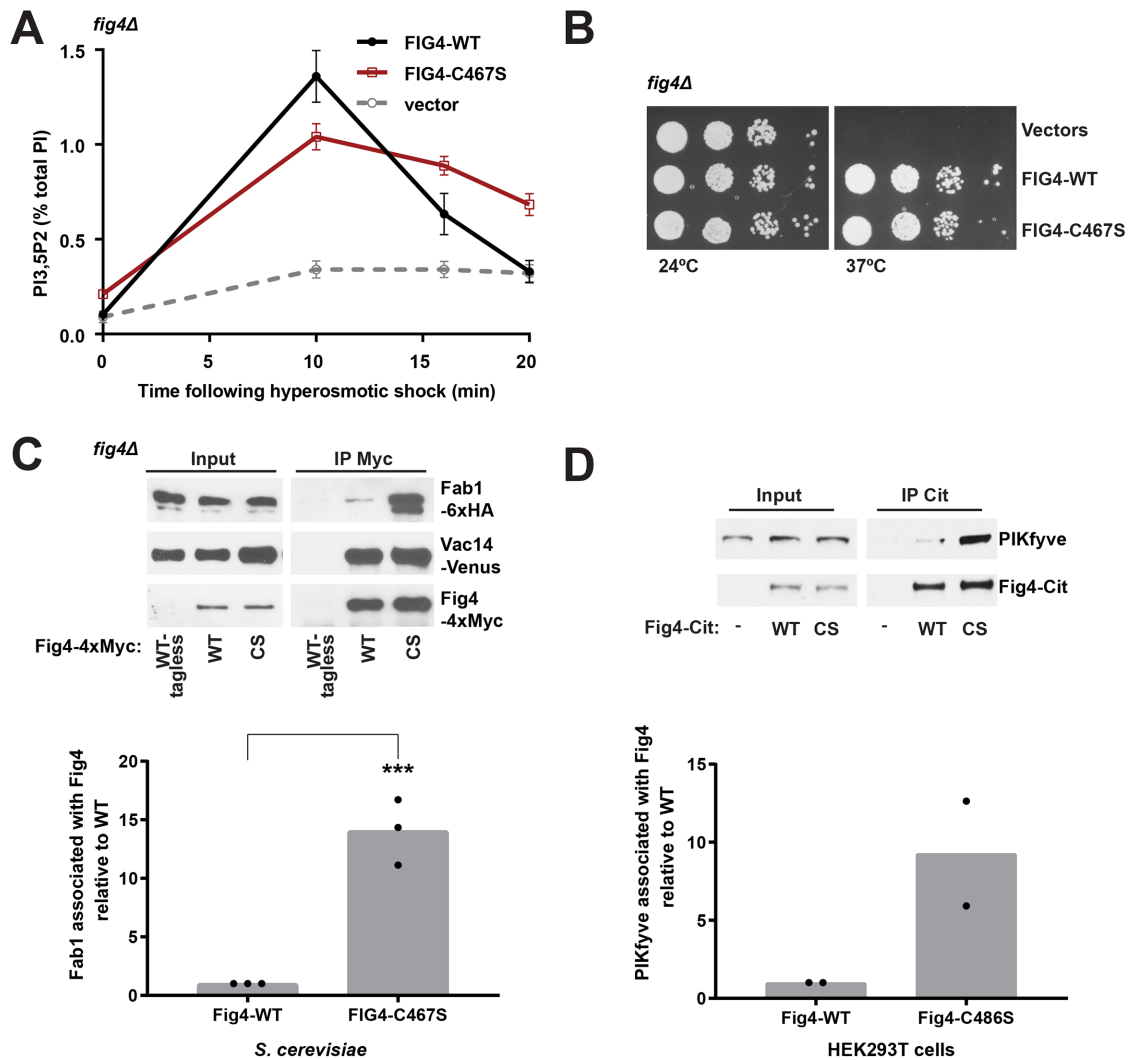 A
fig4Δ
FIG4-WT
FIG4-C467S
vector
PI3,5P2 (% total PI)
1.5
1.0
0.5
0.0
0
5
10
15
20
Time following hyperosmotic shock (min)
B
fig4Δ
Vectors
FIG4-WT
FIG4-C467S
24ºC
37ºC
C
fig4Δ
Input
IP Myc
Fab1
-6xHA
Vac14
-Venus
Fig4
-4xMyc
Fig4-4xMyc:
WT-
tagless
WT
CS
WT-
tagless
WT
CS
Fab1 associated with Fig4
relative to WT
20
15
10
5
0
***
Fig4-WT
FIG4-C467S
S. cerevisiae
D
Input
IP Cit
PIKfyve
Fig4-Cit
Fig4-Cit:
-
WT
CS
-
WT
CS
PIKfyve associated with Fig4
relative to WT
15
10
5
0
Fig4-WT
Fig4-C486S
HEK293T cells